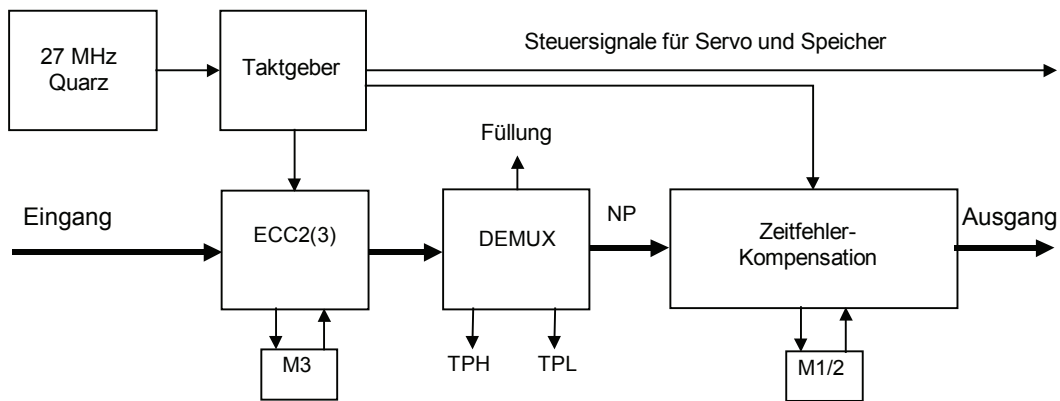 27 MHz
Quarz
Taktgeber
Steuersignale für Servo und Speicher
Füllung
Eingang
ECC2(3)
DEMUX
NP
Zeitfehler-
Kompensation
Ausgang
M3
TPH
TPL
M1/2